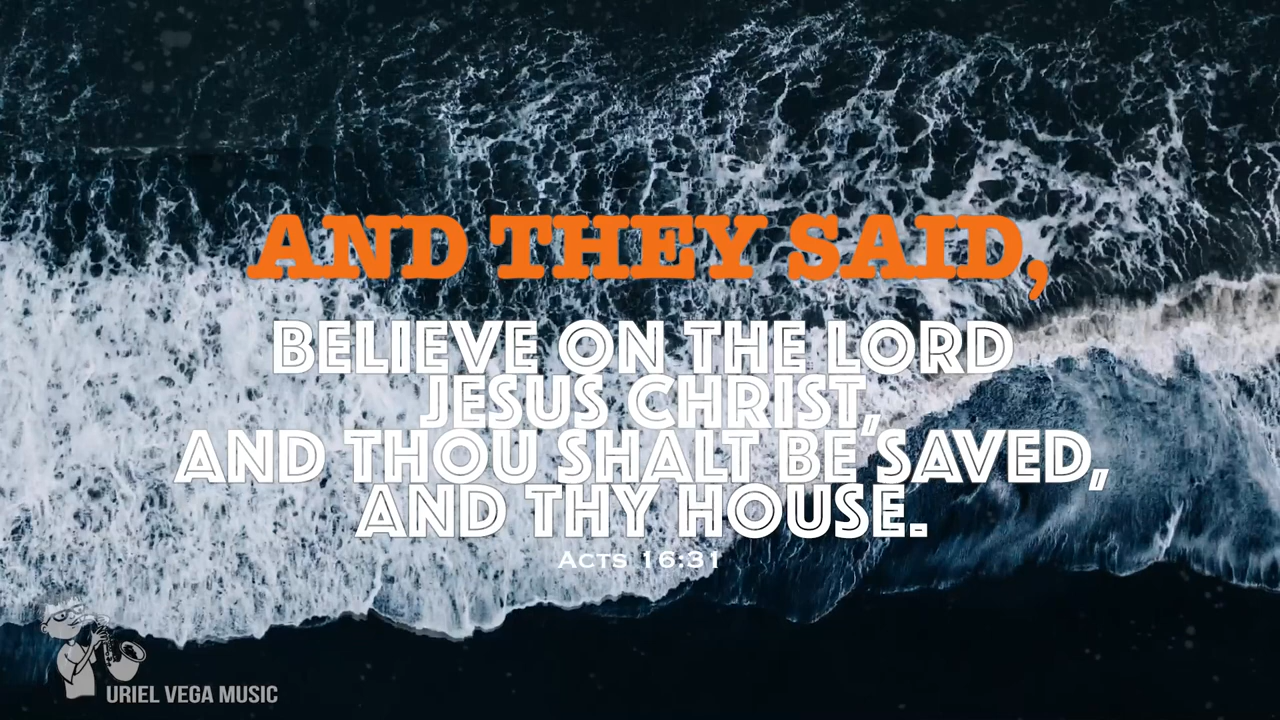 AND THEY SAID,
BELIEVE ON THE LORD
JESUS CHRIST,
AND THOU SHALT BE SAVED,
AND THY HOUSE.
Acts 16:31
URIEL VEGA MUSIC